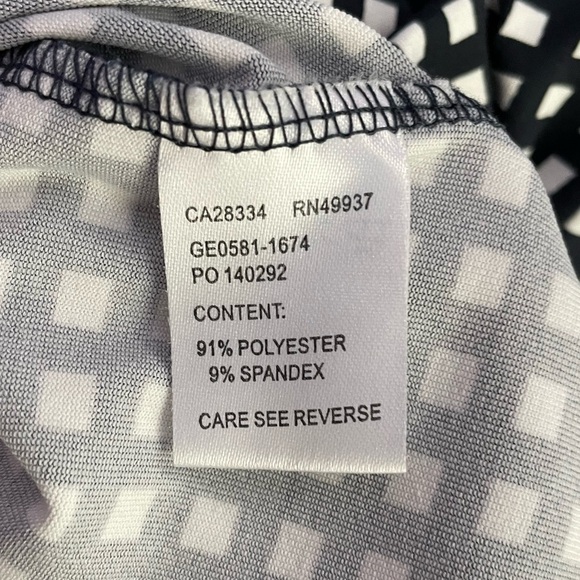 CA28334 RN49937
GE0581-1674
PO 140292
CONTENT:
91% POLYESTER
9% SPANDEX
CARE SEE REVERSE